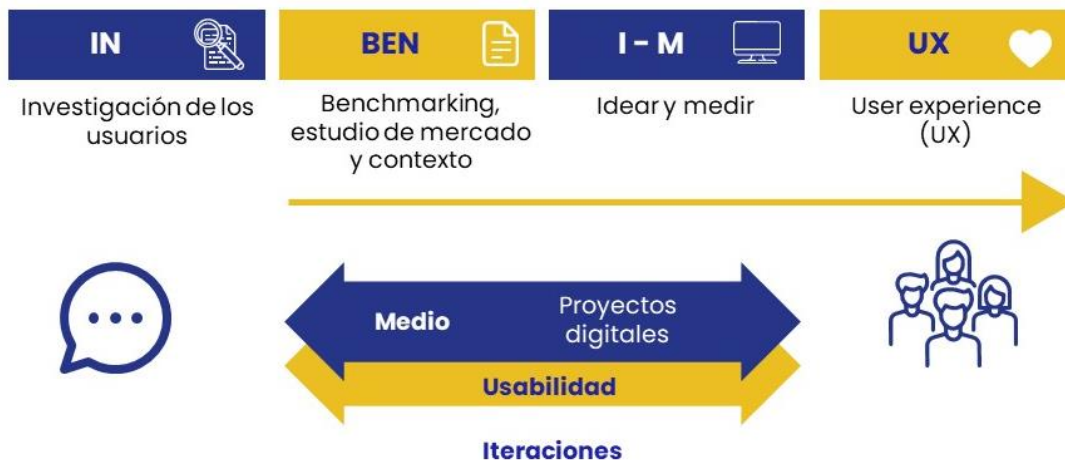 IN
BEN
I - M
UX
Investigación de los
usuarios
Benchmarking,
estudio de mercado
y contexto
Idear y medir
User experience
(UX)
Medio
Proyectos
digitales
Usabilidad
Iteraciones